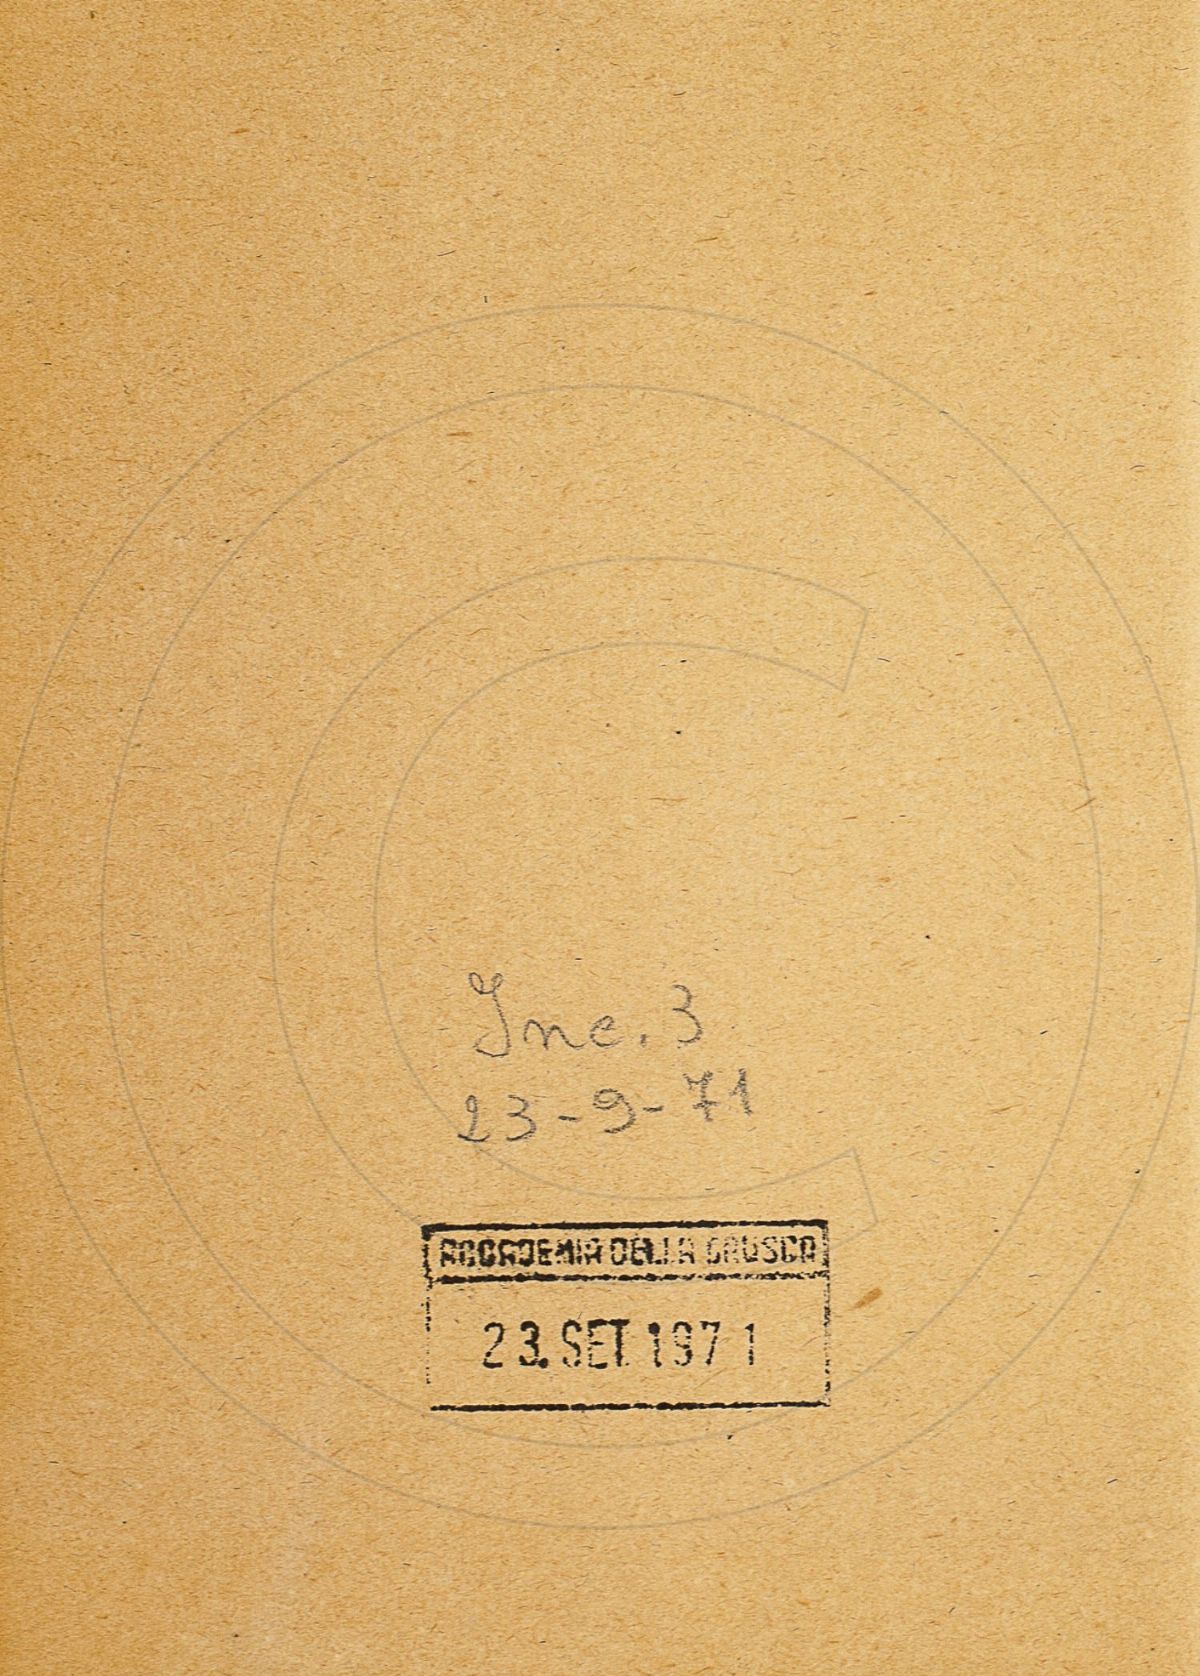 Inc. 3
23-9-71
ACCADEMIA DELLA CRUSCA
23. SET. 1971